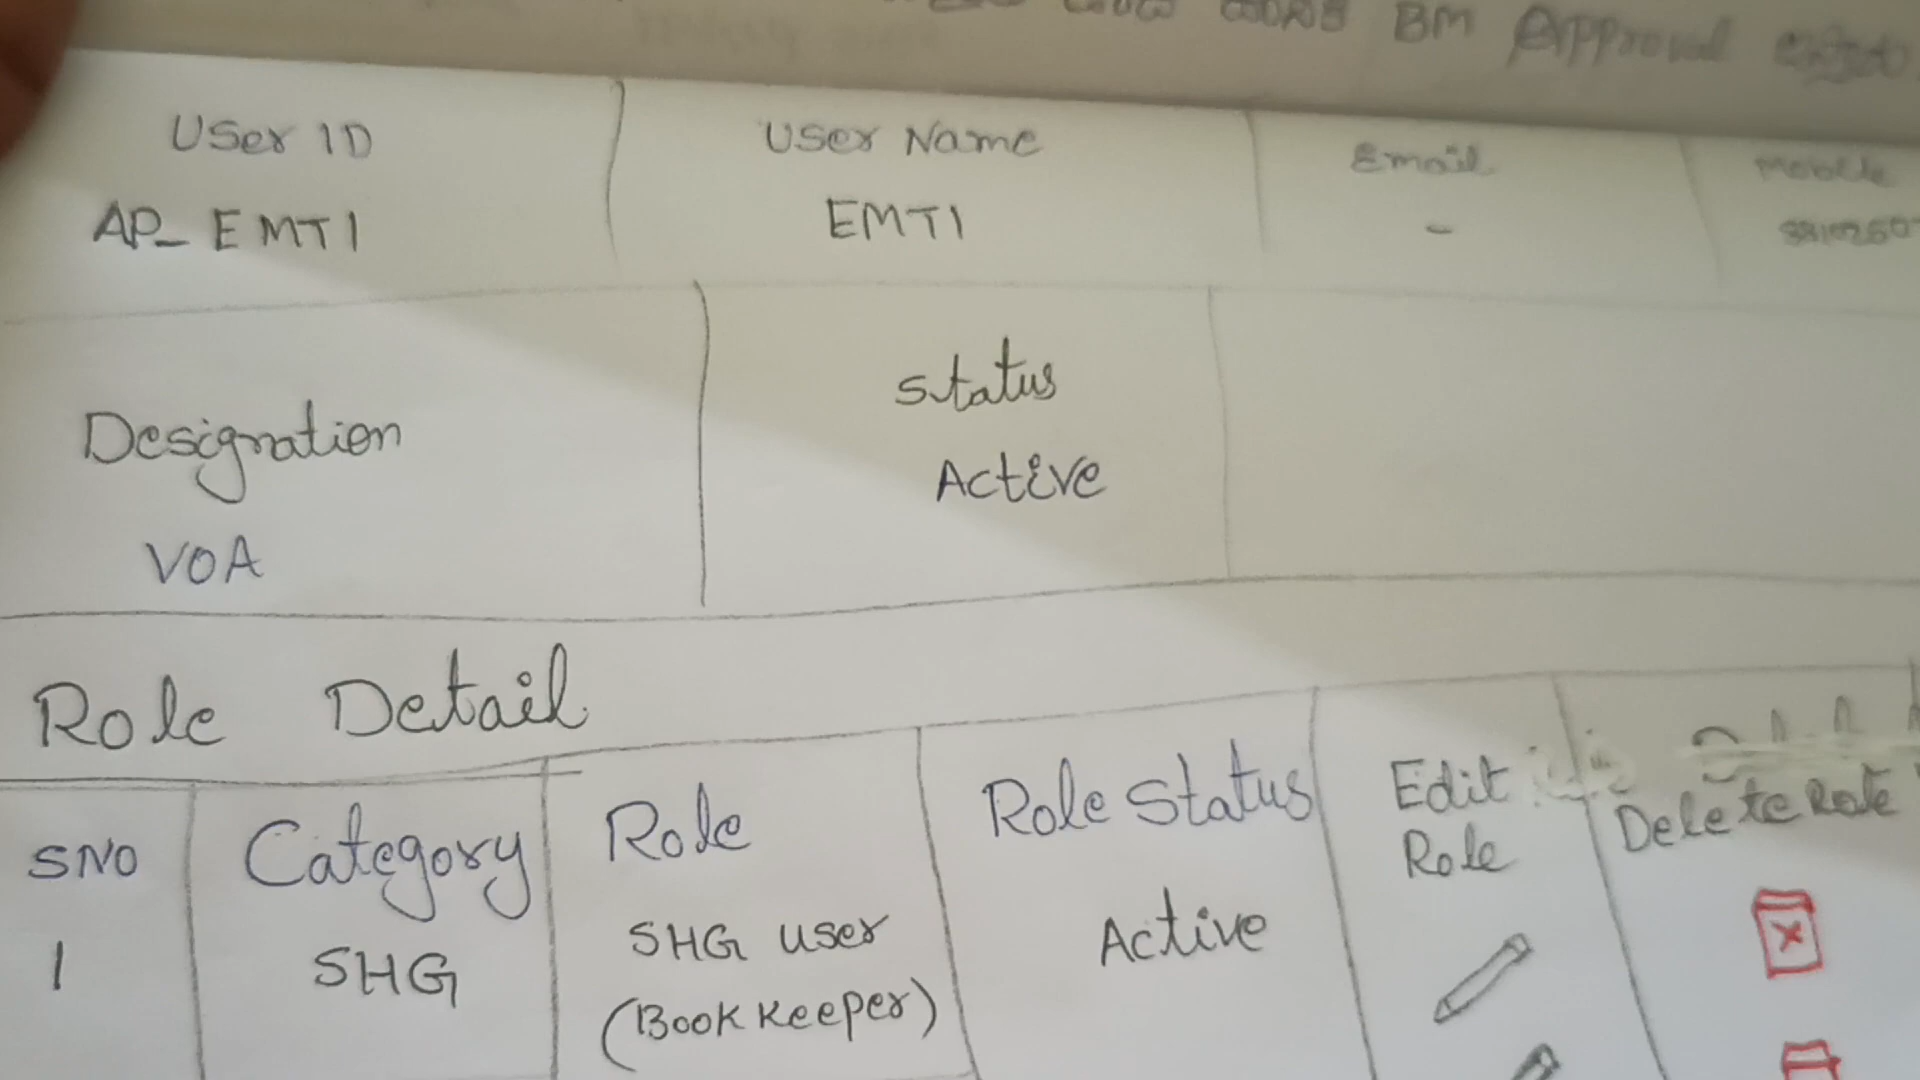 BM Approval
User ID
User Name
Email
Mobile
AP_EMT1
EMT1
-
Designation
Status
VOA
Active
Role Detail
SNO
Category
Role
Role Status
Edit Role
Delete Role
1
SHG
SHG user
(Book Keeper)
Active